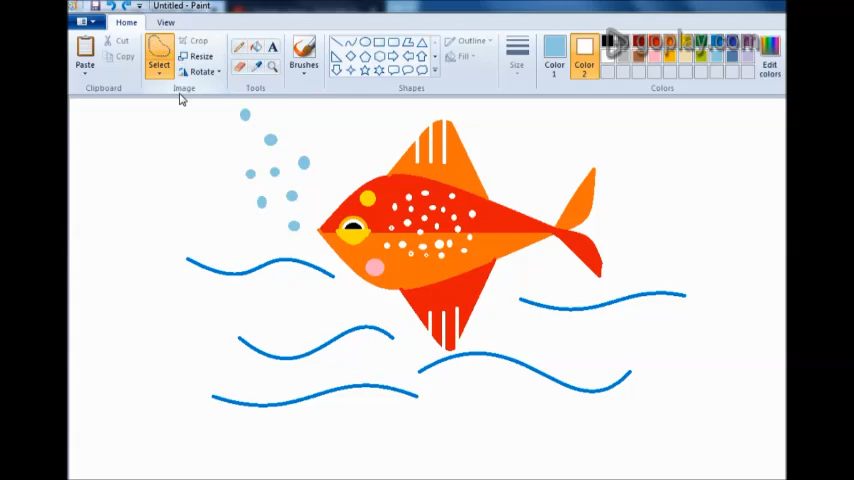 Untitled - Paint
Home View
Paste
Cut
Copy
Clipboard
Select
Crop
Resize
Rotate
Image
A
Tools
Brushes
Outline
Fill
Shapes
Size
Color 1
Color 2
Edit colors
Colors